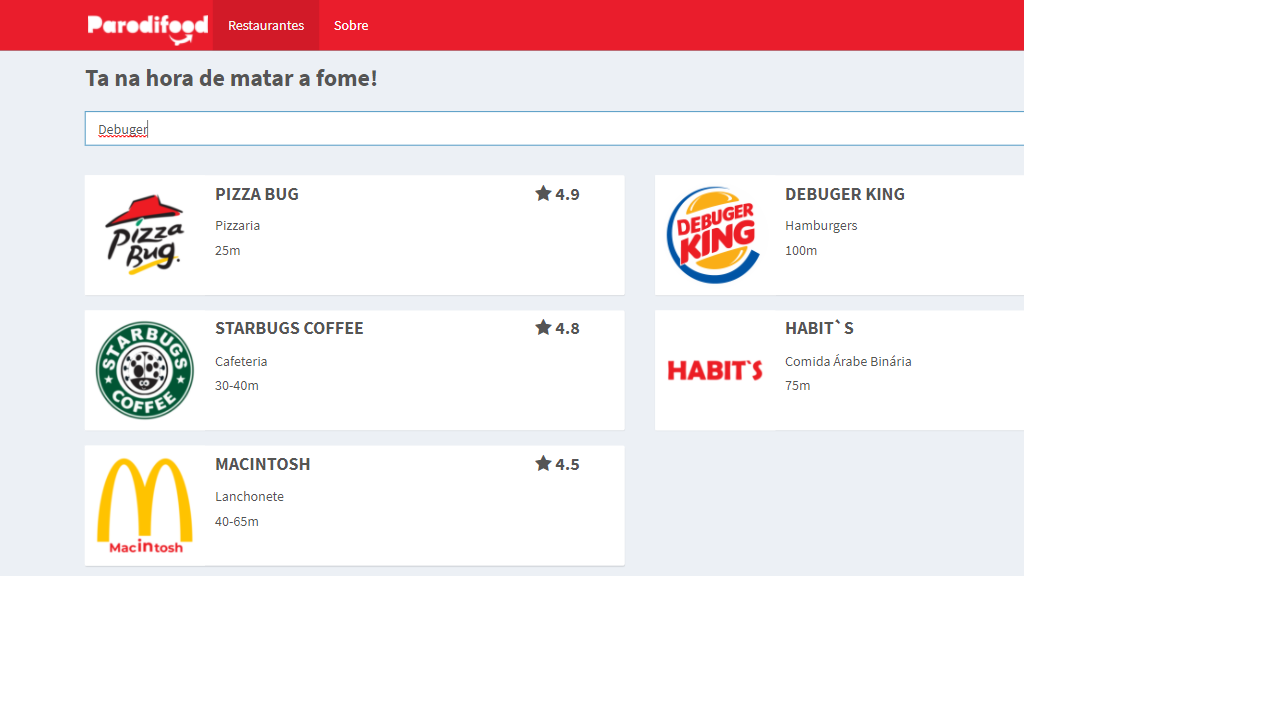 Parodifood Restaurantes Sobre
Ta na hora de matar a fome!
Debuger
PIZZA BUG 4.9
Pizzaria
25m
Pizza
Bug.
DEBUGER KING
Hamburgers
100m
DEBUGER
KING
STARBUGS COFFEE 4.8
Cafeteria
30-40m
STARBUGS
COFFEE
HABIT`S
Comida Árabe Binária
75m
HABIT`S
MACINTOSH 4.5
Lanchonete
40-65m
Macintosh